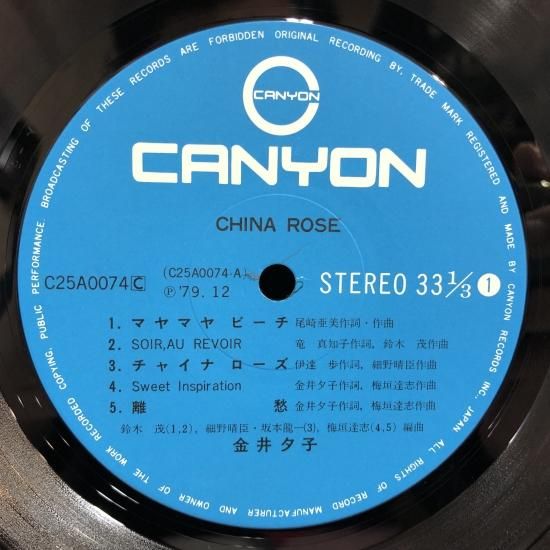 CANYON
CANYON
CHINA ROSE
C25A0074 C
(C25A0074-A)
Ⓟ'79.12
STEREO 33 1/3 1
1. マヤマヤ ビーチ 尾崎亜美作詞・作曲
2. SOIR,AU REVOIR 竜 真知子作詞, 鈴木 茂作曲
3. チャイナ ローズ 伊達 歩作詞, 細野晴臣作曲
4. Sweet Inspiration 金井夕子作詞, 梅垣達志作曲
5. 離 愁 金井夕子作詞, 梅垣達志作曲
鈴木 茂(1,2), 細野晴臣・坂本龍一(3), 梅垣達志(4,5) 編曲
金井夕子
ALL RIGHTS OF RECORD MANUFACTURER AND OWNER OF THE WORK RECORDED COPYING, PUBLIC PERFORMANCE, BROADCASTING OF THESE RECORDS ARE FORBIDDEN ORIGINAL RECORDING BY, TRADE MARK REGISTERED AND MADE BY CANYON RECORDS INC. JAPAN